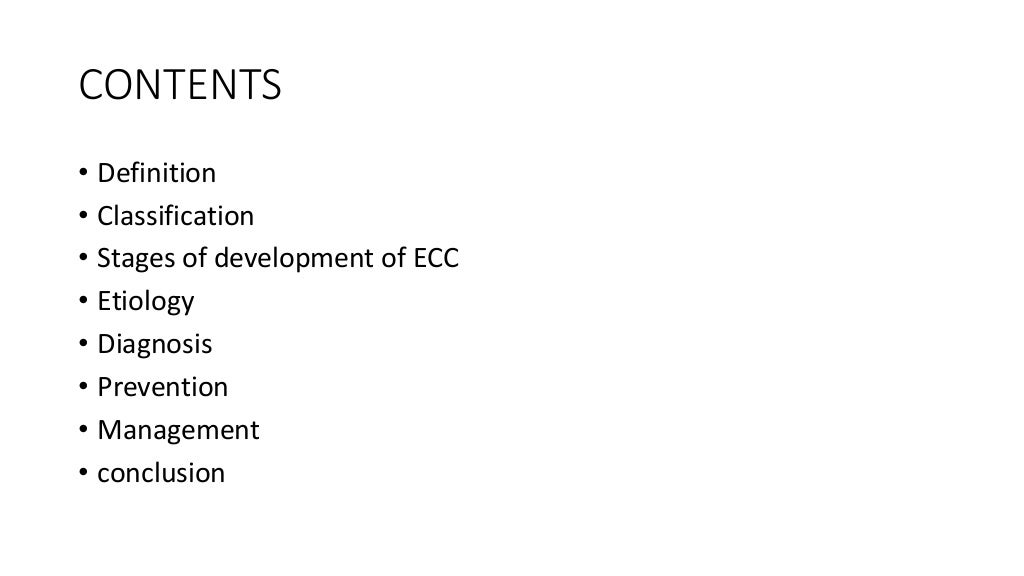 CONTENTS
• Definition
• Classification
• Stages of development of ECC
• Etiology
• Diagnosis
• Prevention
• Management
• conclusion